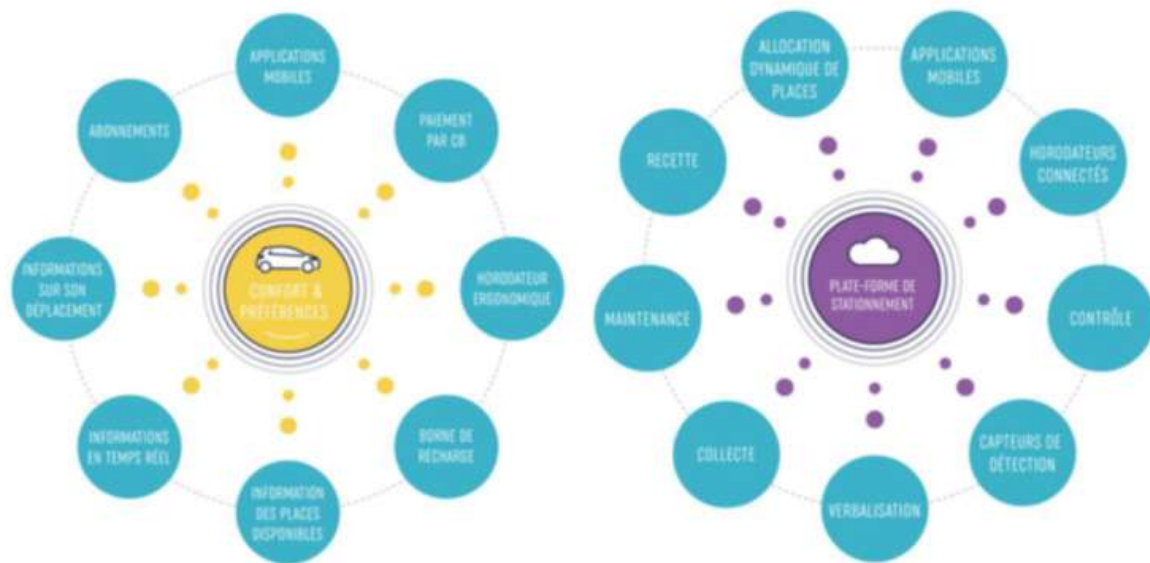 APPLICATIONS
MOBILES
PAIEMENT
PAR CB
HORODATEUR
ERGONOMIQUE
BORNE DE
RECHARGE
INFORMATION
DES PLACES
DISPONIBLES
INFORMATIONS
EN TEMPS RÉEL
INFORMATIONS
SUR SON
DÉPLACEMENT
ABONNEMENTS
CONFORT &
PRÉFÉRENCES
ALLOCATION
DYNAMIQUE DE
PLACES
APPLICATIONS
MOBILES
HORODATEURS
CONNECTÉS
CONTRÔLE
CAPTEURS DE
DÉTECTION
VERBALISATION
COLLECTE
MAINTENANCE
RECETTE
PLATE-FORME DE
STATIONNEMENT